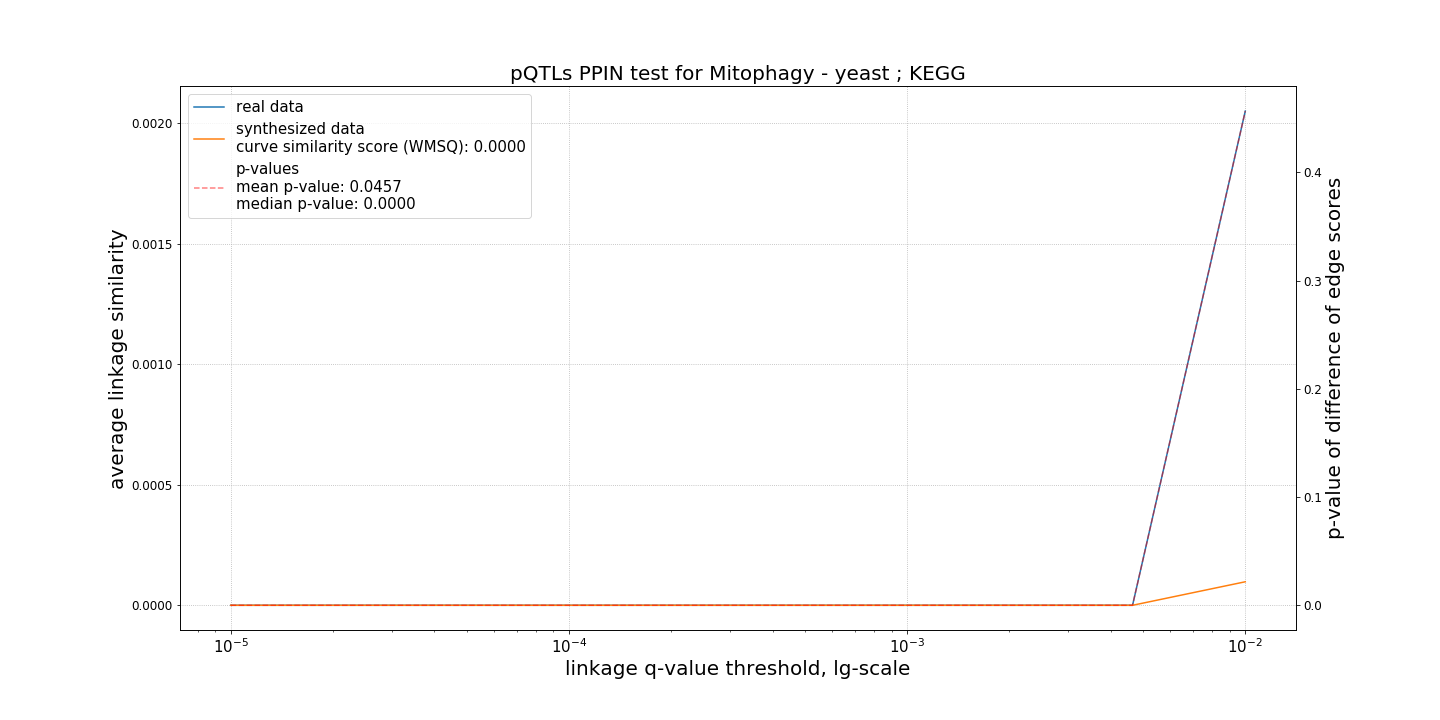 pQTLs PPIN test for Mitophagy - yeast ; KEGG
real data
synthesized data
curve similarity score (WMSQ): 0.0000
p-values
mean p-value: 0.0457
median p-value: 0.0000
average linkage similarity
0.0020
0.0015
0.0010
0.0005
0.0000
p-value of difference of edge scores
0.4
0.3
0.2
0.1
0.0
10⁻⁵
10⁻⁴
10⁻³
10⁻²
linkage q-value threshold, lg-scale